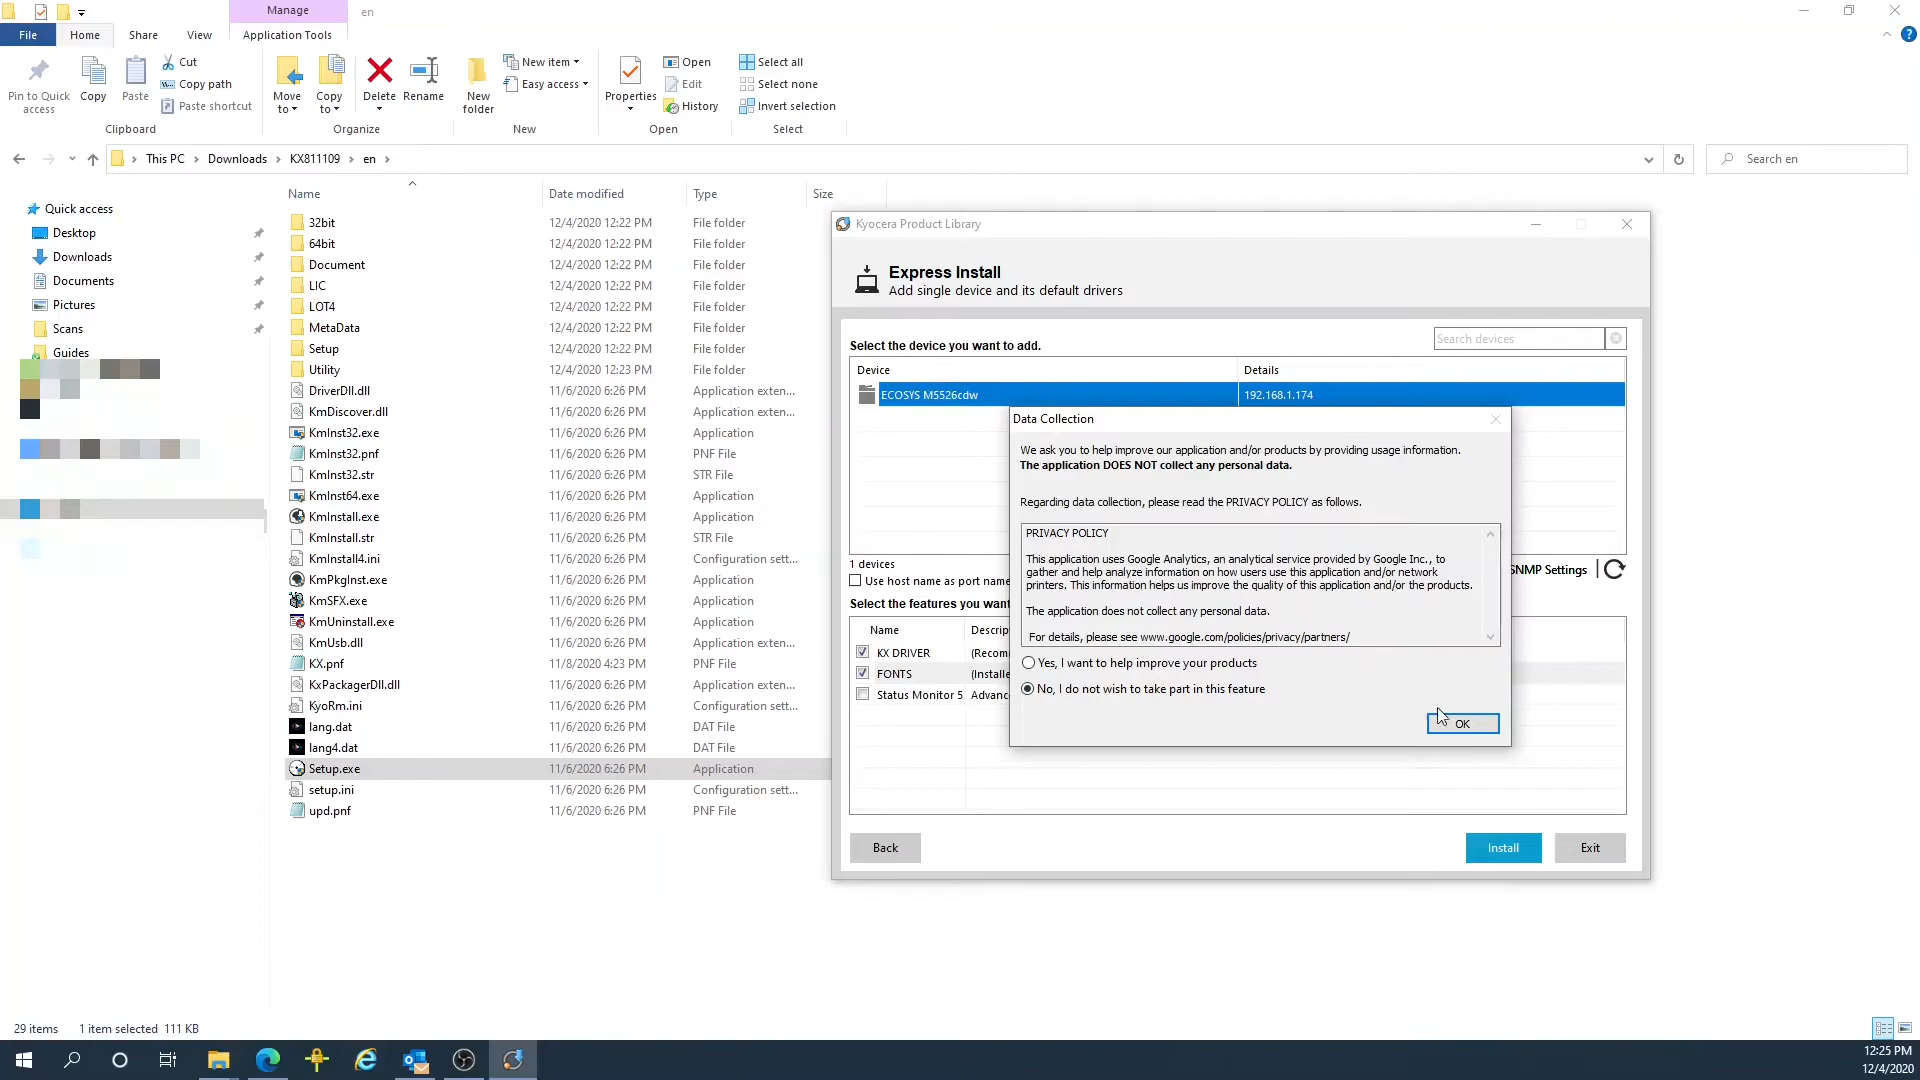 Manage
en
File
Home
Share
View
Application Tools
Pin to Quick
access
Copy
Paste
Cut
Copy path
Paste shortcut
Clipboard
Move
to
Copy
to
Delete
Rename
Organize
New
folder
New item
Easy access
New
Properties
Open
Edit
History
Open
Select all
Select none
Invert selection
Select
This PC
Downloads
KX811109
en
Search en
Name
Date modified
Type
Size
Quick access
Desktop
Downloads
Documents
Pictures
Scans
Guides
32bit 12/4/2020 12:22 PM File folder
64bit 12/4/2020 12:22 PM File folder
Document 12/4/2020 12:22 PM File folder
LIC 12/4/2020 12:22 PM File folder
LOT4 12/4/2020 12:22 PM File folder
MetaData 12/4/2020 12:22 PM File folder
Setup 12/4/2020 12:22 PM File folder
Utility 12/4/2020 12:23 PM File folder
DriverDll.dll 11/6/2020 6:26 PM Application exten...
KmDiscover.dll 11/6/2020 6:26 PM Application exten...
KmInst32.exe 11/6/2020 6:26 PM Application
KmInst32.pnf 11/6/2020 6:26 PM PNF File
KmInst32.str 11/6/2020 6:26 PM STR File
KmInst64.exe 11/6/2020 6:26 PM Application
KmInstall.exe 11/6/2020 6:26 PM Application
KmInstall.str 11/6/2020 6:26 PM STR File
KmInstall4.ini 11/6/2020 6:26 PM Configuration sett...
KmPkgInst.exe 11/6/2020 6:26 PM Application
KmSFX.exe 11/6/2020 6:26 PM Application
KmUninstall.exe 11/6/2020 6:26 PM Application
KmUsb.dll 11/6/2020 6:26 PM Application exten...
KX.pnf 11/8/2020 4:23 PM PNF File
KxPackagerDll.dll 11/6/2020 6:26 PM Application exten...
KyoRm.ini 11/6/2020 6:26 PM Configuration sett...
lang.dat 11/6/2020 6:26 PM DAT File
lang4.dat 11/6/2020 6:26 PM DAT File
Setup.exe 11/6/2020 6:26 PM Application
setup.ini 11/6/2020 6:26 PM Configuration sett...
upd.pnf 11/6/2020 6:26 PM PNF File
Kyocera Product Library
Express Install
Add single device and its default drivers
Select the device you want to add.
Search devices
Device
Details
ECOSYS M5526cdw
192.168.1.174
1 devices
Use host name as port name
SNMP Settings
Select the features you want
Name
Descrip
KX DRIVER (Recom
FONTS (Installe
Status Monitor 5 Advanc
Back
Install
Exit
Data Collection
We ask you to help improve our application and/or products by providing usage information.
The application DOES NOT collect any personal data.
Regarding data collection, please read the PRIVACY POLICY as follows.
PRIVACY POLICY
This application uses Google Analytics, an analytical service provided by Google Inc., to
gather and help analyze information on how users use this application and/or network
printers. This information helps us improve the quality of this application and/or the products.
The application does not collect any personal data.
For details, please see www.google.com/policies/privacy/partners/
Yes, I want to help improve your products
No, I do not wish to take part in this feature
OK
29 items
1 item selected 111 KB
12:25 PM
12/4/2020